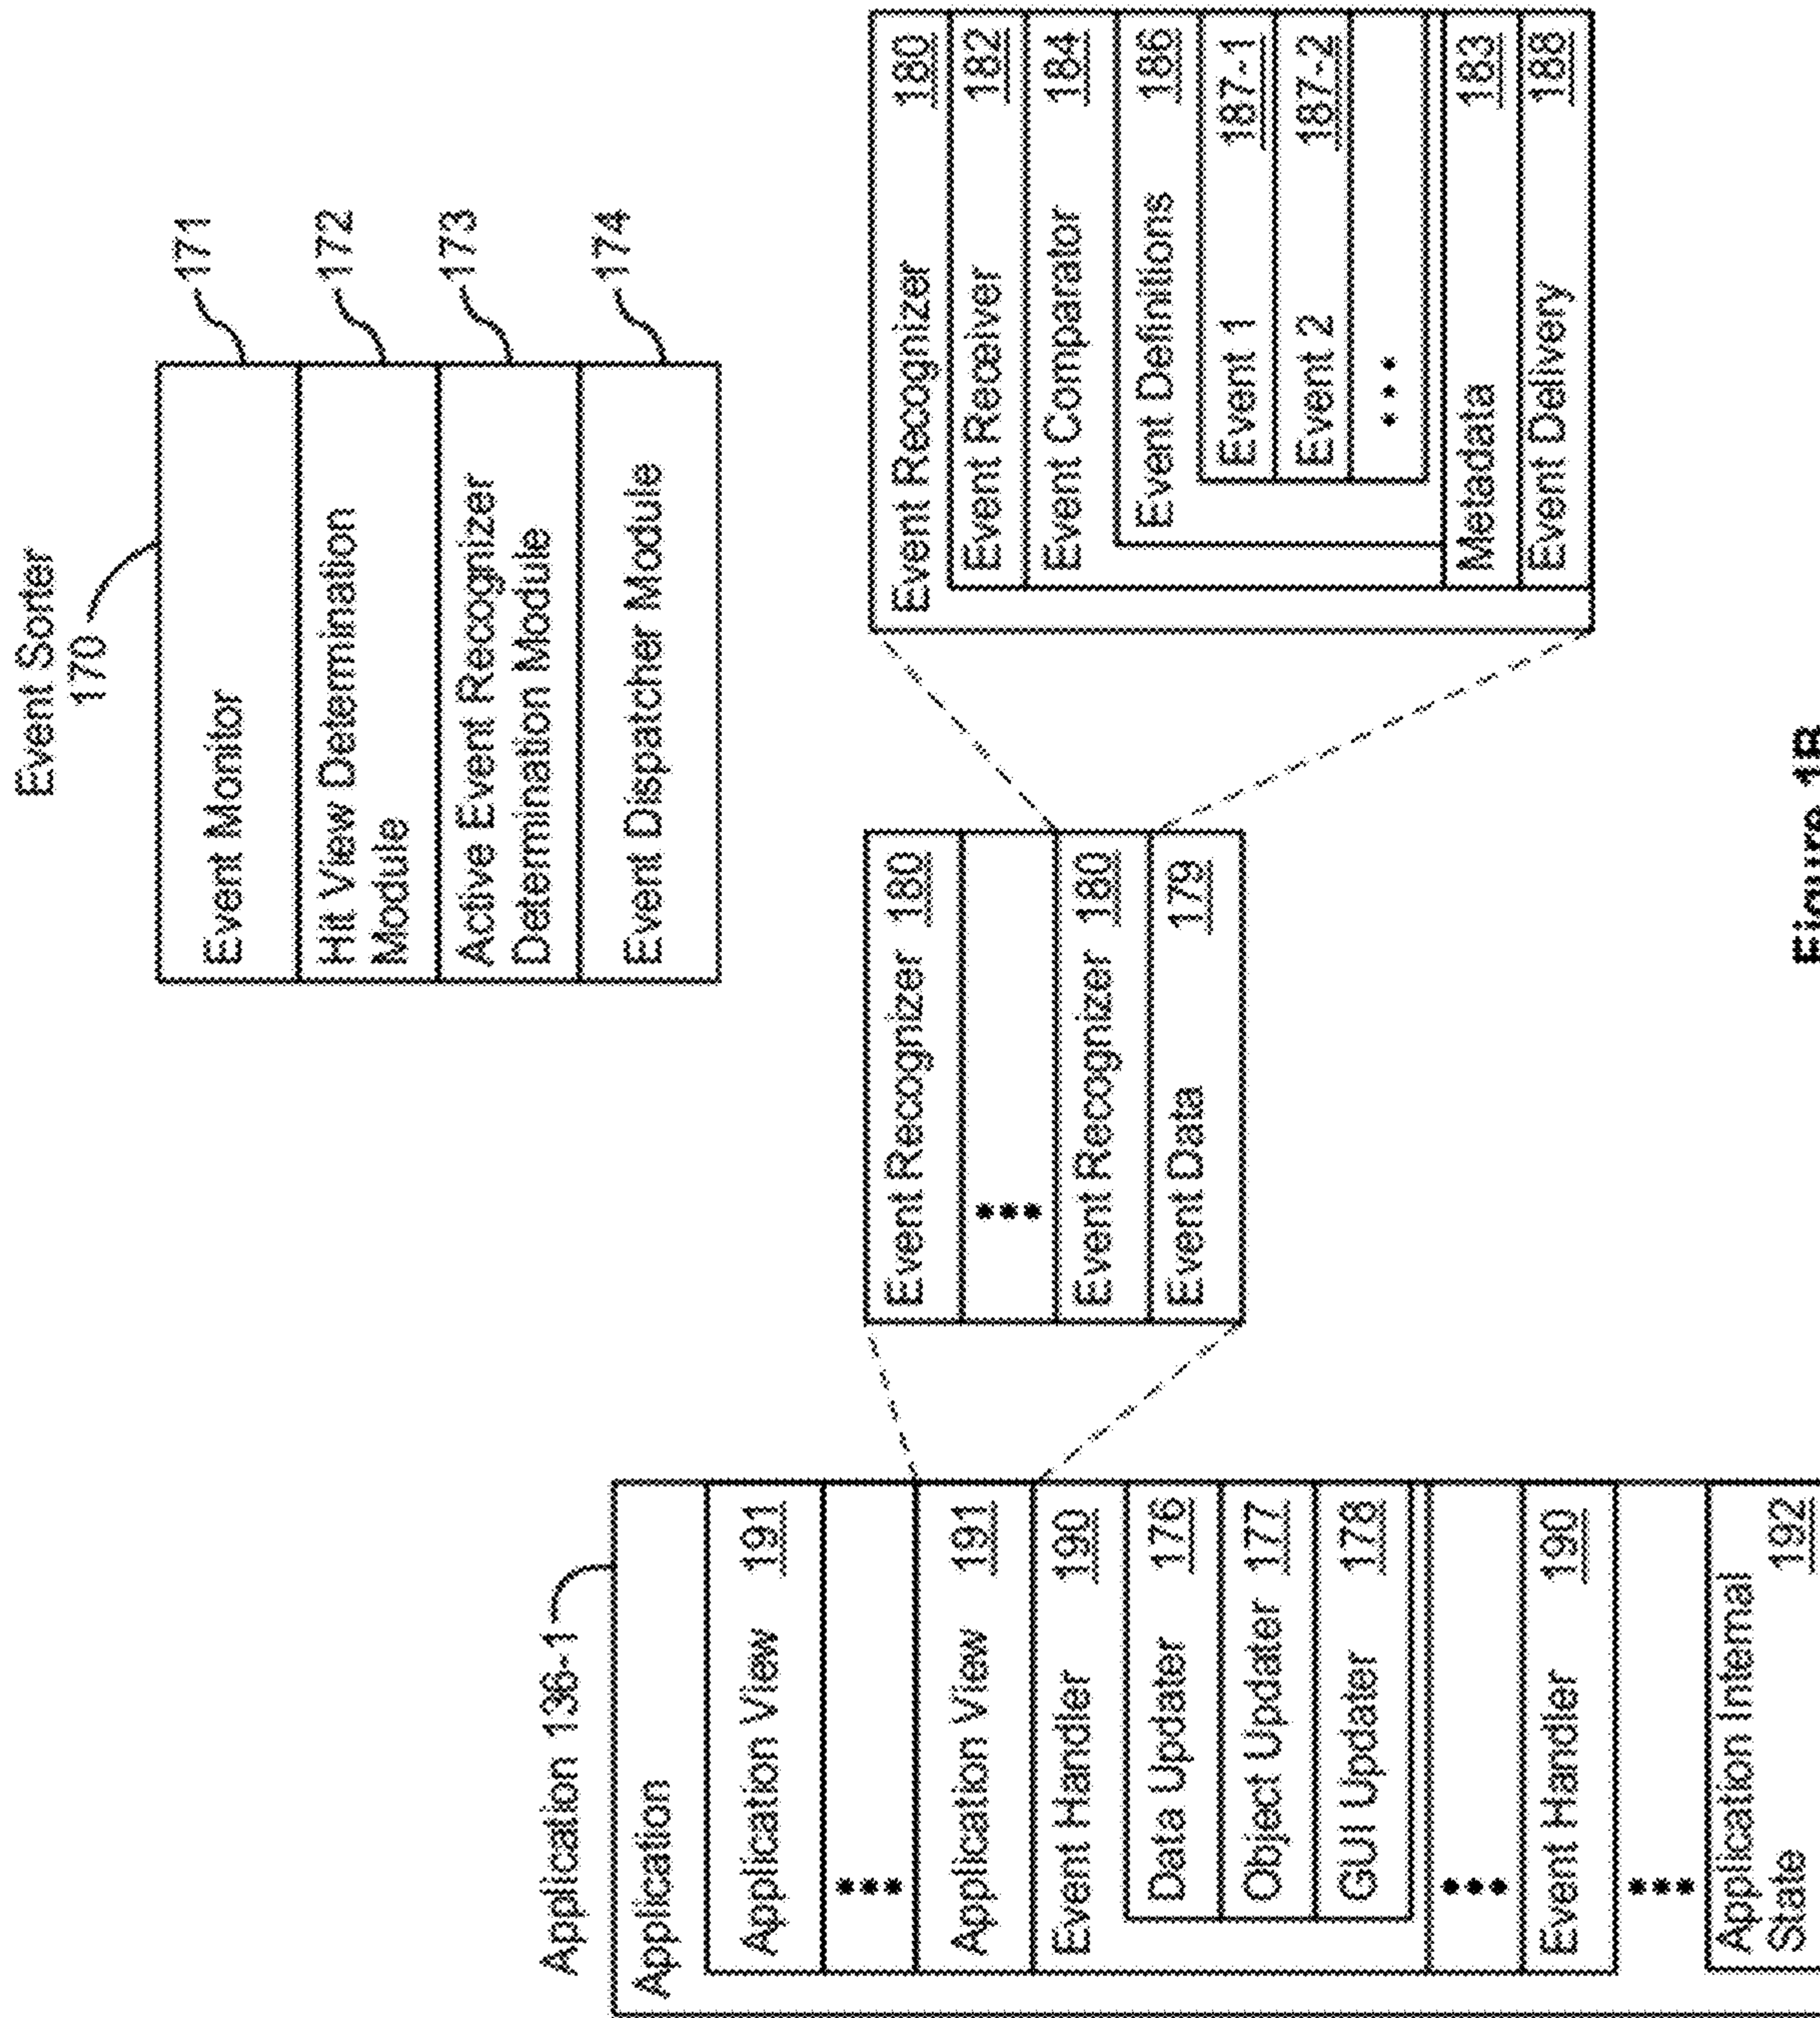 Event Sorter
170
Event Monitor
171
Hit View Determination
Module
172
Active Event Recognizer
Determination Module
173
Event Dispatcher Module
174
Application 136-1
Application
Application View 191
•••
Application View 191
Event Handler 190
Data Updater 176
Object Updater 177
GUI Updater 178
•••
Event Handler 190
•••
Application Internal
State 192
Event Recognizer 180
•••
Event Recognizer 180
Event Data 179
Event Recognizer 180
Event Receiver 182
Event Comparator 184
Event Definitions 186
Event 1 187-1
Event 2 187-2
•••
Metadata 183
Event Delivery 188
Figure 1B